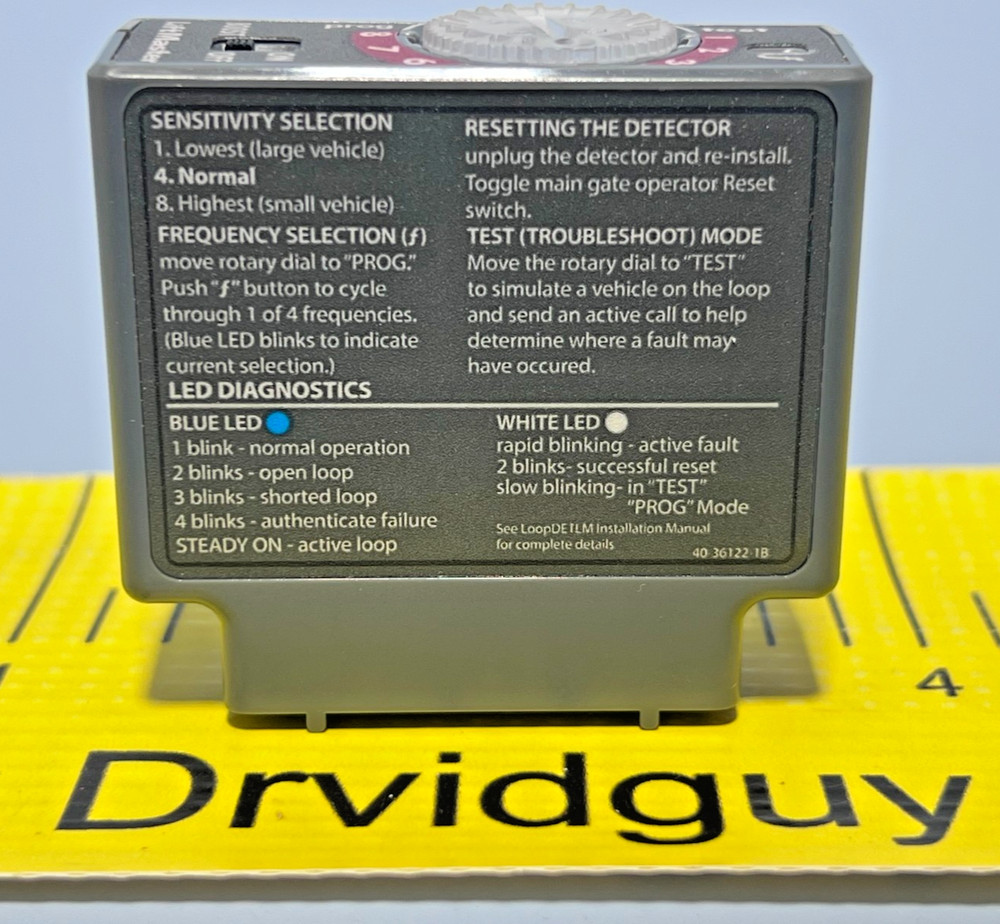 8
7
6
1
2
3
f
SENSITIVITY SELECTION
1. Lowest (large vehicle)
4. Normal
8. Highest (small vehicle)
FREQUENCY SELECTION (f)
move rotary dial to "PROG."
Push "f" button to cycle
through 1 of 4 frequencies.
(Blue LED blinks to indicate
current selection.)
RESETTING THE DETECTOR
unplug the detector and re-install.
Toggle main gate operator Reset
switch.
TEST (TROUBLESHOOT) MODE
Move the rotary dial to "TEST"
to simulate a vehicle on the loop
and send an active call to help
determine where a fault may
have occured.
LED DIAGNOSTICS
BLUE LED
1 blink - normal operation
2 blinks - open loop
3 blinks - shorted loop
4 blinks - authenticate failure
STEADY ON - active loop
WHITE LED
rapid blinking - active fault
2 blinks- successful reset
slow blinking- in "TEST"
"PROG" Mode
See LoopDETLM Installation Manual
for complete details
40-36122-1B
4
Drvidguy